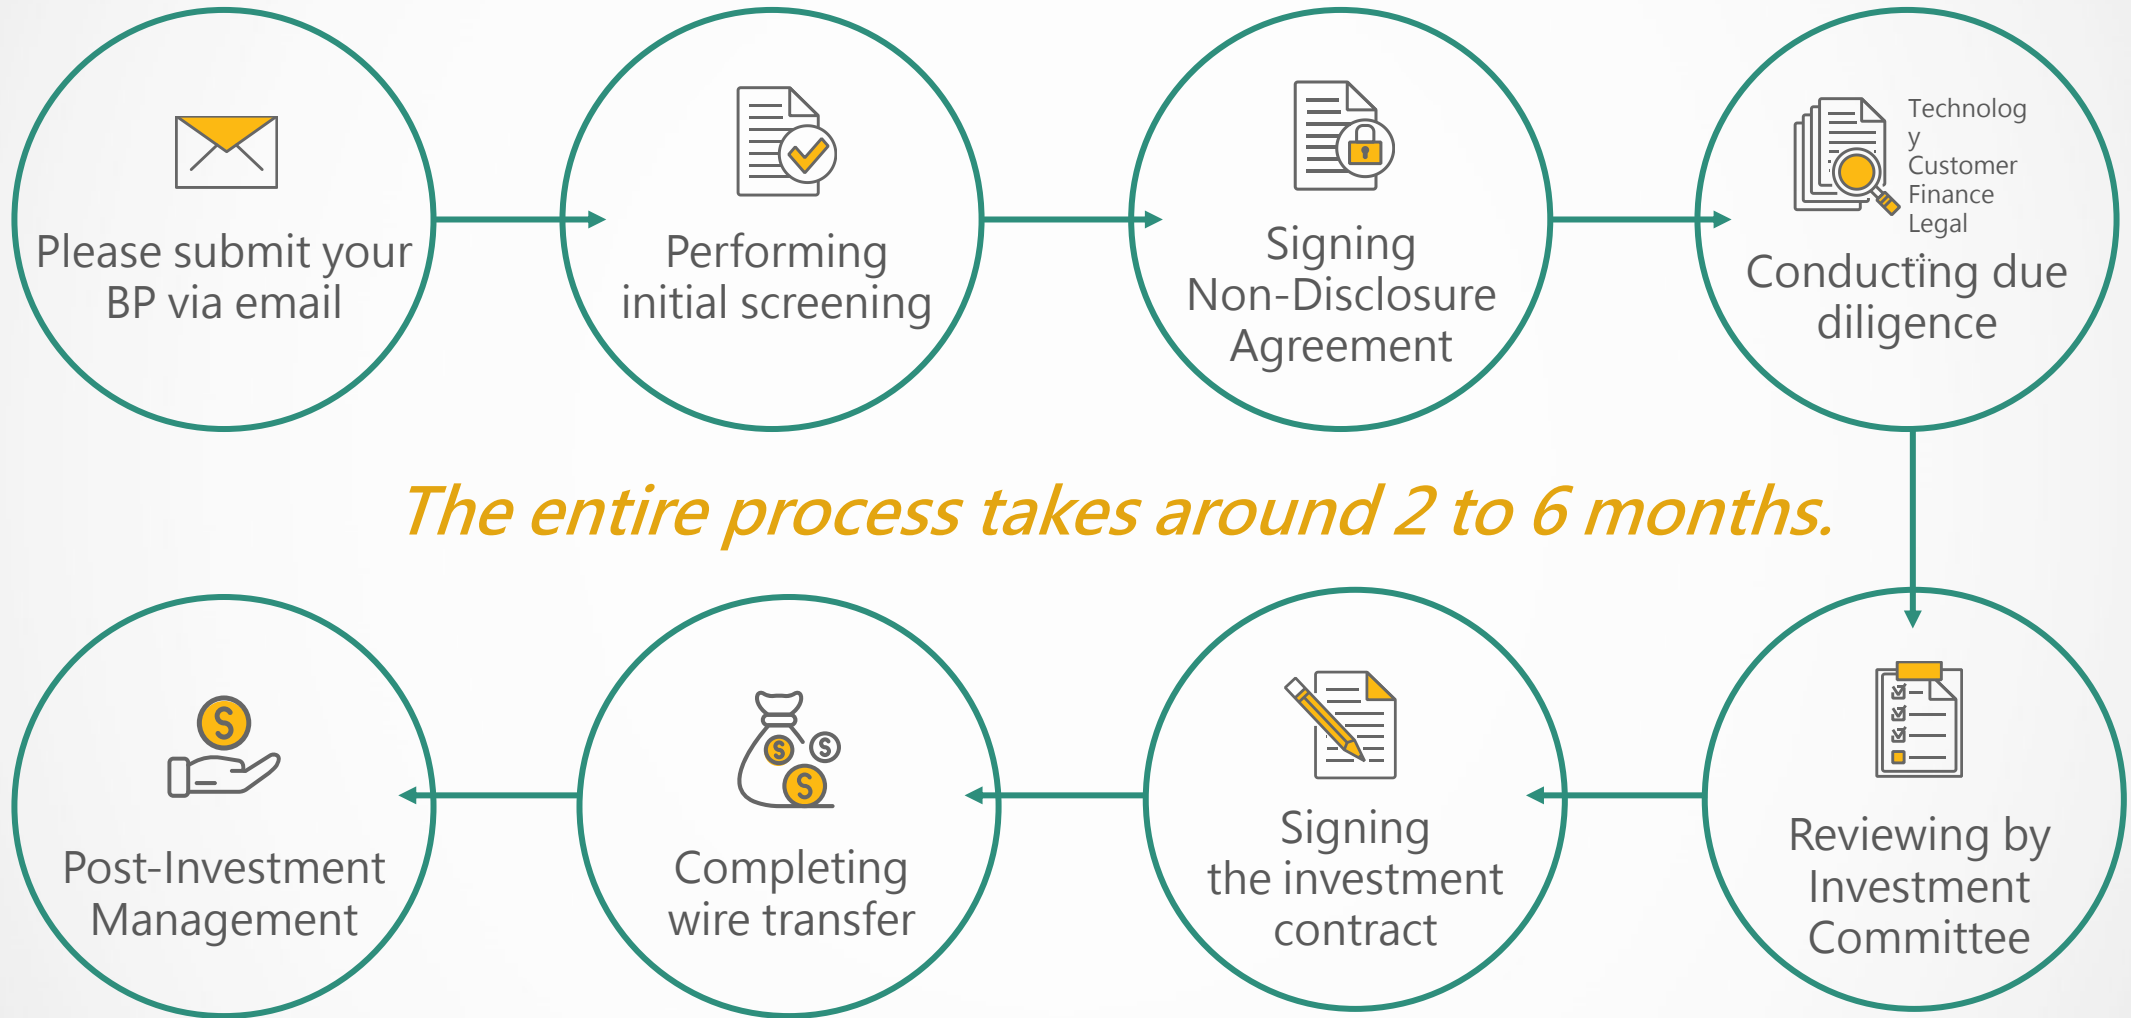 Please submit your
BP via email
Performing
initial screening
Signing
Non-Disclosure
Agreement
Technolog
y
Customer
Finance
Legal
...
Conducting due
diligence
The entire process takes around 2 to 6 months.
Reviewing by
Investment
Committee
Signing
the investment
contract
Completing
wire transfer
Post-Investment
Management